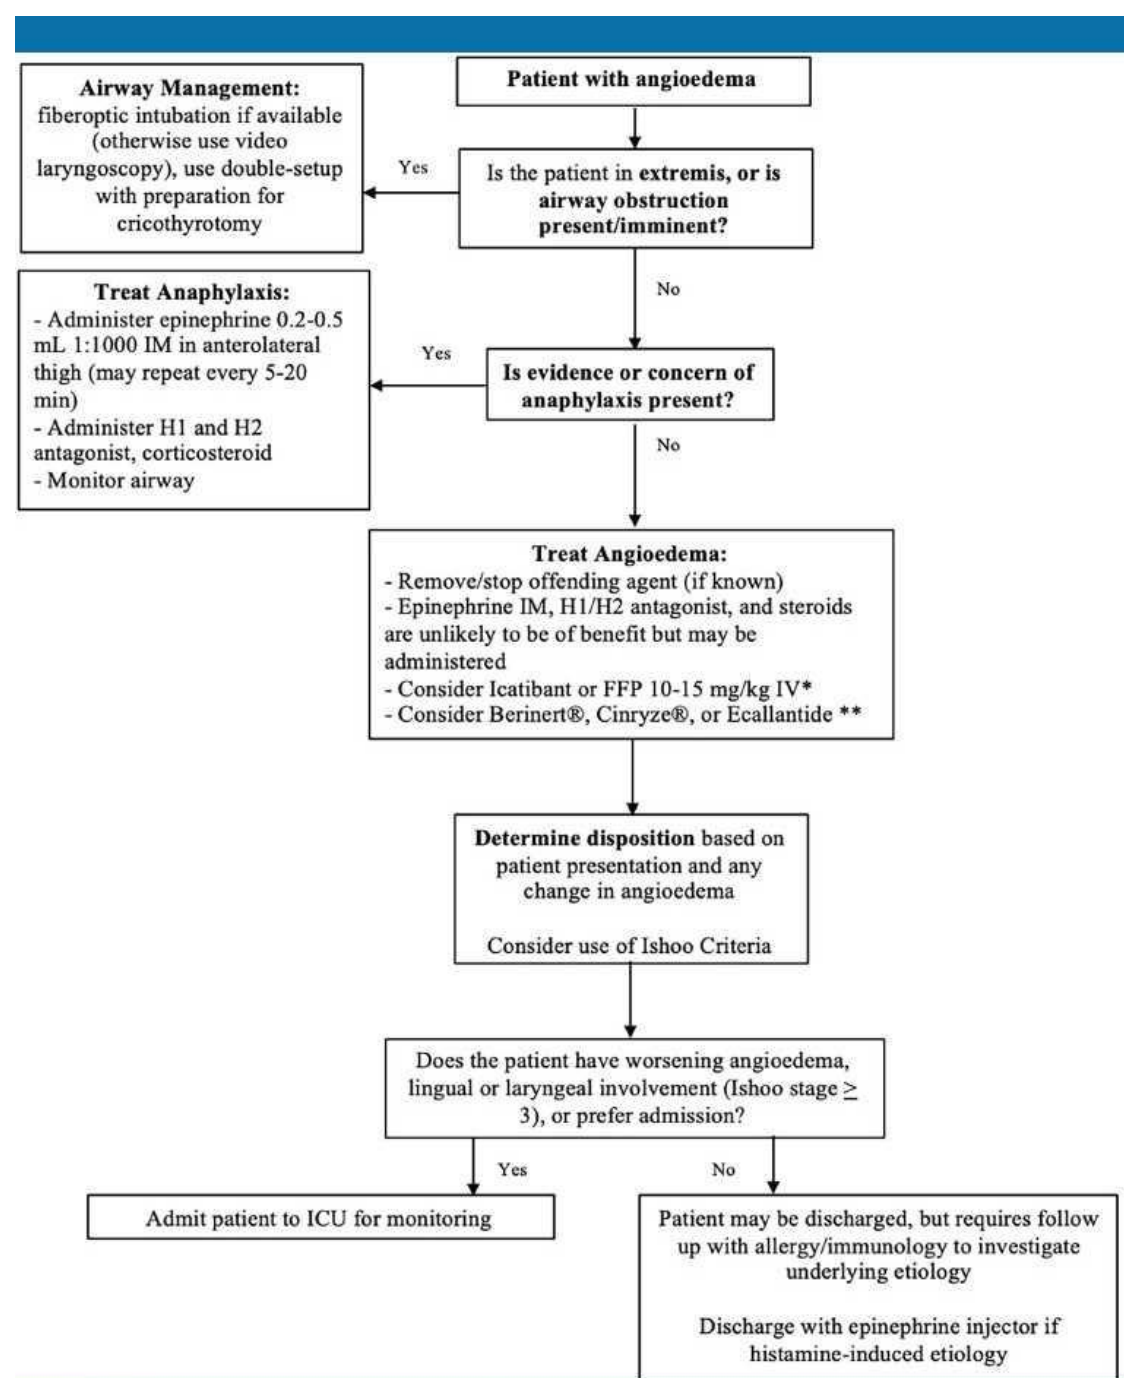 Patient with angioedema
Airway Management:
fiberoptic intubation if available
(otherwise use video
laryngoscopy), use double-setup
with preparation for
cricothyrotomy
Yes
Is the patient in extremis, or is
airway obstruction
present/imminent?
No
Treat Anaphylaxis:
- Administer epinephrine 0.2-0.5
mL 1:1000 IM in anterolateral
thigh (may repeat every 5-20
min)
- Administer H1 and H2
antagonist, corticosteroid
- Monitor airway
Yes
Is evidence or concern of
anaphylaxis present?
No
Treat Angioedema:
- Remove/stop offending agent (if known)
- Epinephrine IM, H1/H2 antagonist, and steroids
are unlikely to be of benefit but may be
administered
- Consider Icatibant or FFP 10-15 mg/kg IV*
- Consider Berinert®, Cinryze®, or Ecallantide **
Determine disposition based on
patient presentation and any
change in angioedema
Consider use of Ishoo Criteria
Does the patient have worsening angioedema,
lingual or laryngeal involvement (Ishoo stage ≥
3), or prefer admission?
Yes
No
Admit patient to ICU for monitoring
Patient may be discharged, but requires follow
up with allergy/immunology to investigate
underlying etiology
Discharge with epinephrine injector if
histamine-induced etiology